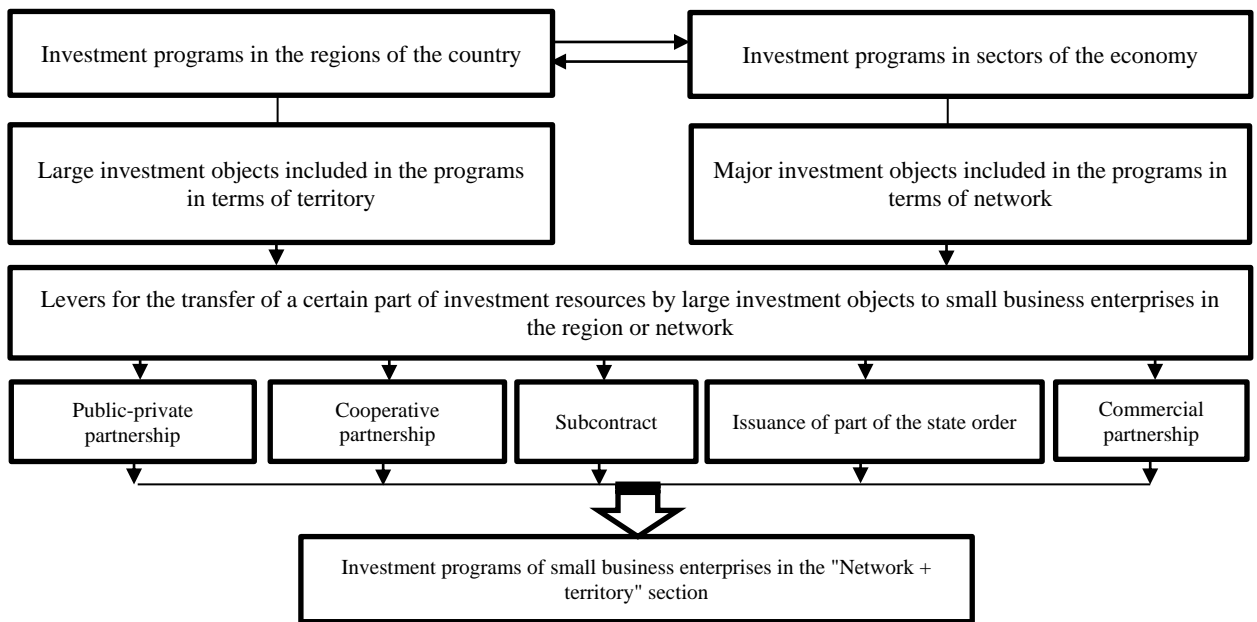 Investment programs in the regions of the country
Investment programs in sectors of the economy
Large investment objects included in the programs
in terms of territory
Major investment objects included in the programs in
terms of network
Levers for the transfer of a certain part of investment resources by large investment objects to small business enterprises in
the region or network
Public-private
partnership
Cooperative
partnership
Subcontract
Issuance of part of the state order
Commercial
partnership
Investment programs of small business enterprises in the "Network +
territory" section